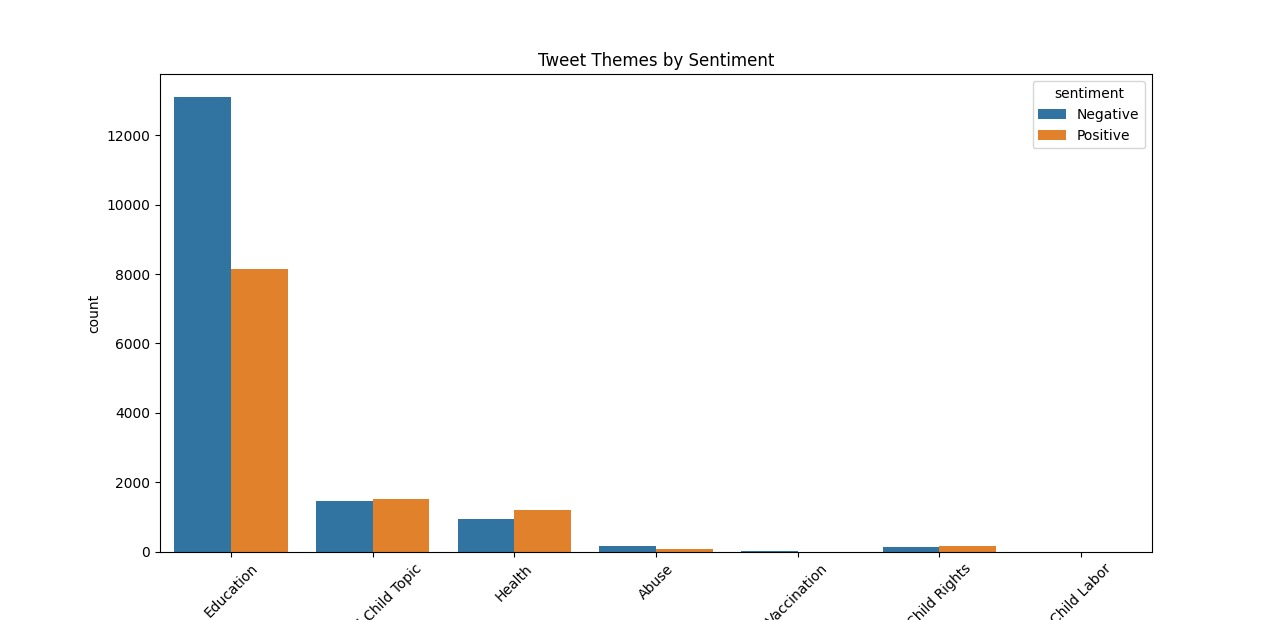 Tweet Themes by Sentiment
sentiment
Negative
Positive
12000
10000
8000
6000
4000
2000
0
count
Education
Child Topic
Health
Abuse
Vaccination
Child Rights
Child Labor